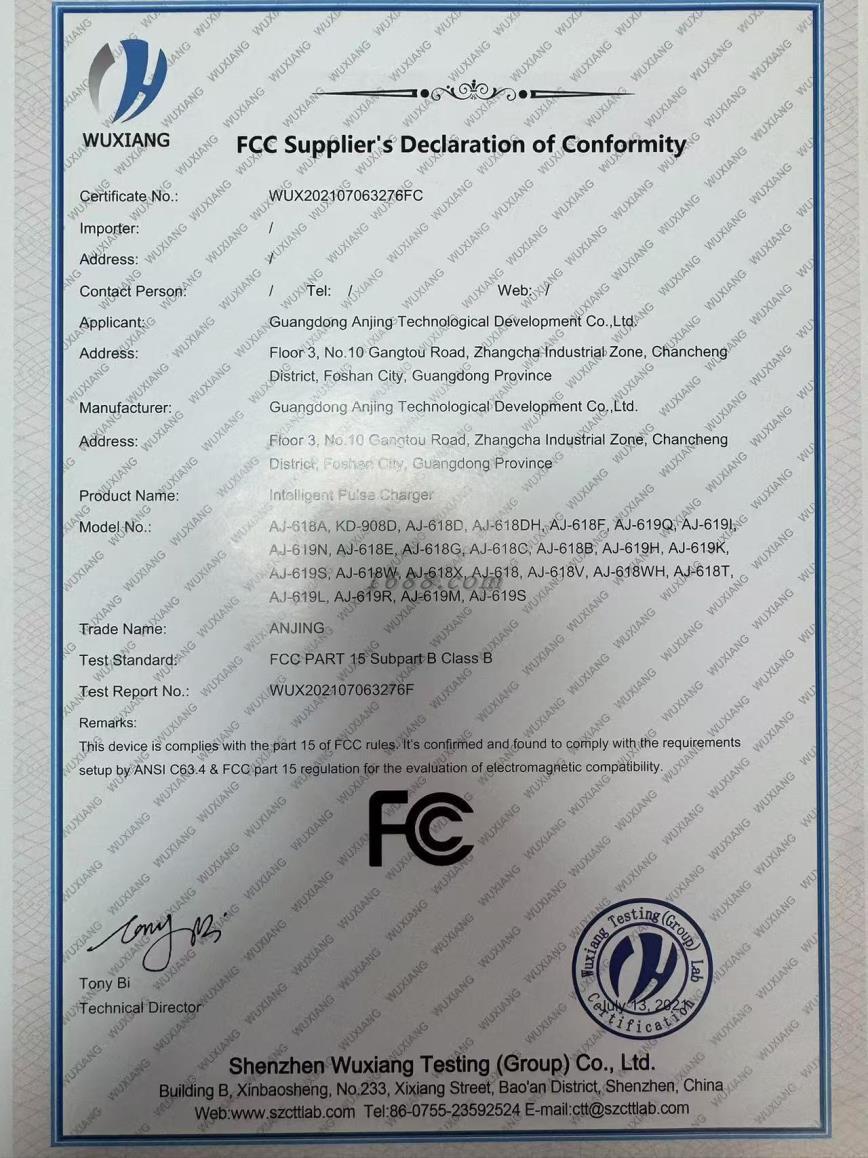 WUXIANG
FCC Supplier's Declaration of Conformity
Certificate No.: WUX202107063276FC
Importer: /
Address: /
Contact Person: / Tel: / Web: /
Applicant: Guangdong Anjing Technological Development Co.,Ltd.
Address: Floor 3, No.10 Gangtou Road, Zhangcha Industrial Zone, Chancheng
District, Foshan City, Guangdong Province
Manufacturer: Guangdong Anjing Technological Development Co.,Ltd.
Address: Floor 3, No.10 Gangtou Road, Zhangcha Industrial Zone, Chancheng
District, Foshan City, Guangdong Province
Product Name: Intelligent Pulse Charger
Model No.: AJ-618A, KD-908D, AJ-618D, AJ-618DH, AJ-618F, AJ-619Q, AJ-619I,
AJ-619N, AJ-618E, AJ-618G, AJ-618C, AJ-618B, AJ-619H, AJ-619K,
AJ-619S, AJ-618W, AJ-618X, AJ-618, AJ-618V, AJ-618WH, AJ-618T,
1688.com
AJ-619L, AJ-619R, AJ-619M, AJ-619S
Trade Name: ANJING
Test Standard: FCC PART 15 Subpart B Class B
Test Report No.: WUX202107063276F
Remarks:
This device is complies with the part 15 of FCC rules. It's confirmed and found to comply with the requirements
setup by ANSI C63.4 & FCC part 15 regulation for the evaluation of electromagnetic compatibility.
FC
Tony Bi
Tony Bi
Technical Director
Wuxiang Testing (Group) Lab
July 13, 2021
Certification
Shenzhen Wuxiang Testing (Group) Co., Ltd.
Building B, Xinbaosheng, No.233, Xixiang Street, Bao'an District, Shenzhen, China
Web:www.szcttlab.com Tel:86-0755-23592524 E-mail:ctt@szcttlab.com